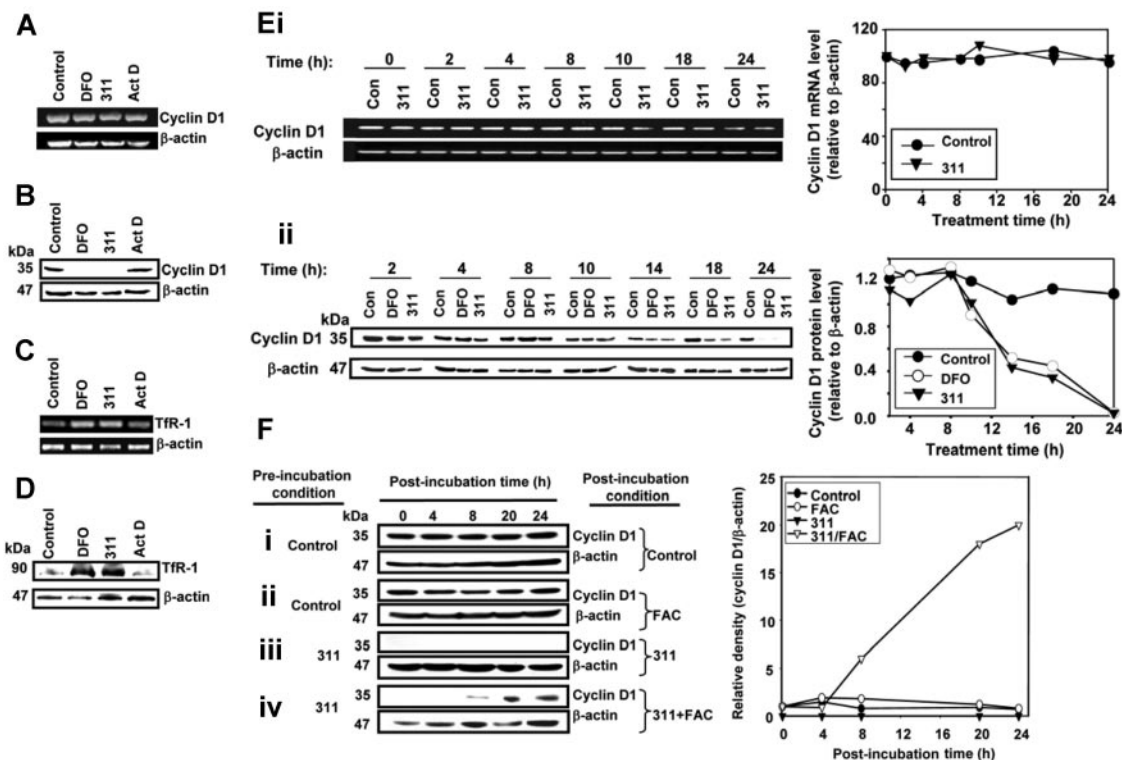 A
Control
DFO
311
Act D
Cyclin D1
β-actin
B
Control
DFO
311
Act D
kDa
35
Cyclin D1
47
β-actin
C
Control
DFO
311
Act D
TfR-1
β-actin
D
Control
DFO
311
Act D
kDa
90
TfR-1
47
β-actin
Ei
Time (h): 0 2 4 8 10 18 24
Con 311 Con 311 Con 311 Con 311 Con 311 Con 311 Con 311
Cyclin D1
β-actin
Cyclin D1 mRNA level
(relative to β-actin)
120
80
40
0
Control
311
0 4 8 12 16 20 24
Treatment time (h)
ii
Time (h): 2 4 8 10 14 18 24
Con DFO 311 Con DFO 311 Con DFO 311 Con DFO 311 Con DFO 311 Con DFO 311 Con DFO 311
kDa
Cyclin D1 35
β-actin 47
Cyclin D1 protein level
(relative to β-actin)
1.2
0.8
0.4
0.0
Control
DFO
311
4 8 12 16 20 24
Treatment time (h)
F
Pre-incubation
condition
Post-incubation time (h)
Post-incubation
condition
kDa
0 4 8 20 24
i
Control
35
Cyclin D1
47
β-actin
Control
ii
Control
35
Cyclin D1
47
β-actin
FAC
iii
311
35
Cyclin D1
47
β-actin
311
iv
311
35
Cyclin D1
47
β-actin
311+FAC
Relative density (cyclin D1/β-actin)
25
20
15
10
5
0
Control
FAC
311
311/FAC
0 4 8 12 16 20 24
Post-incubation time (h)